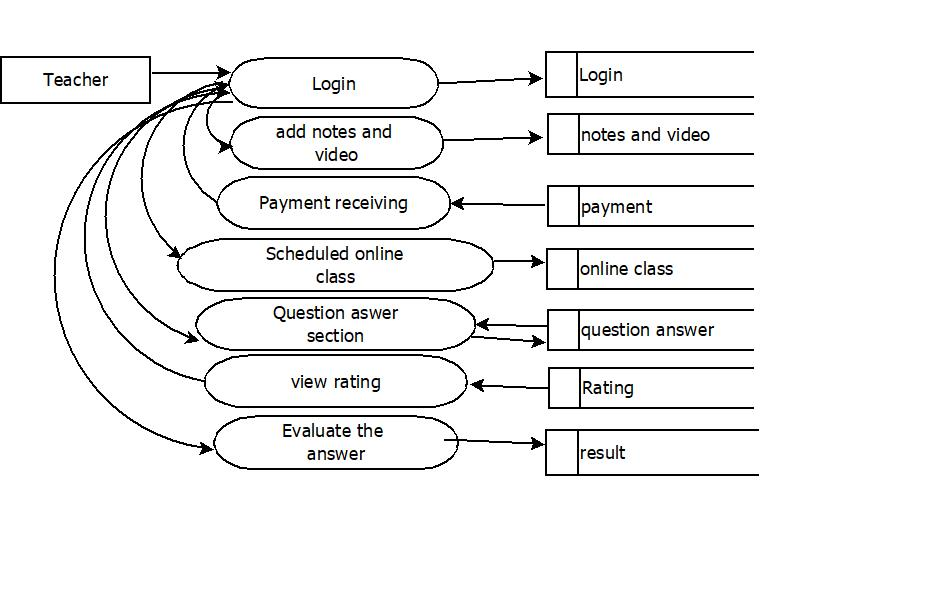 Teacher
Login
Login
add notes and
video
notes and video
Payment receiving
payment
Scheduled online
class
online class
Question aswer
section
question answer
view rating
Rating
Evaluate the
answer
result